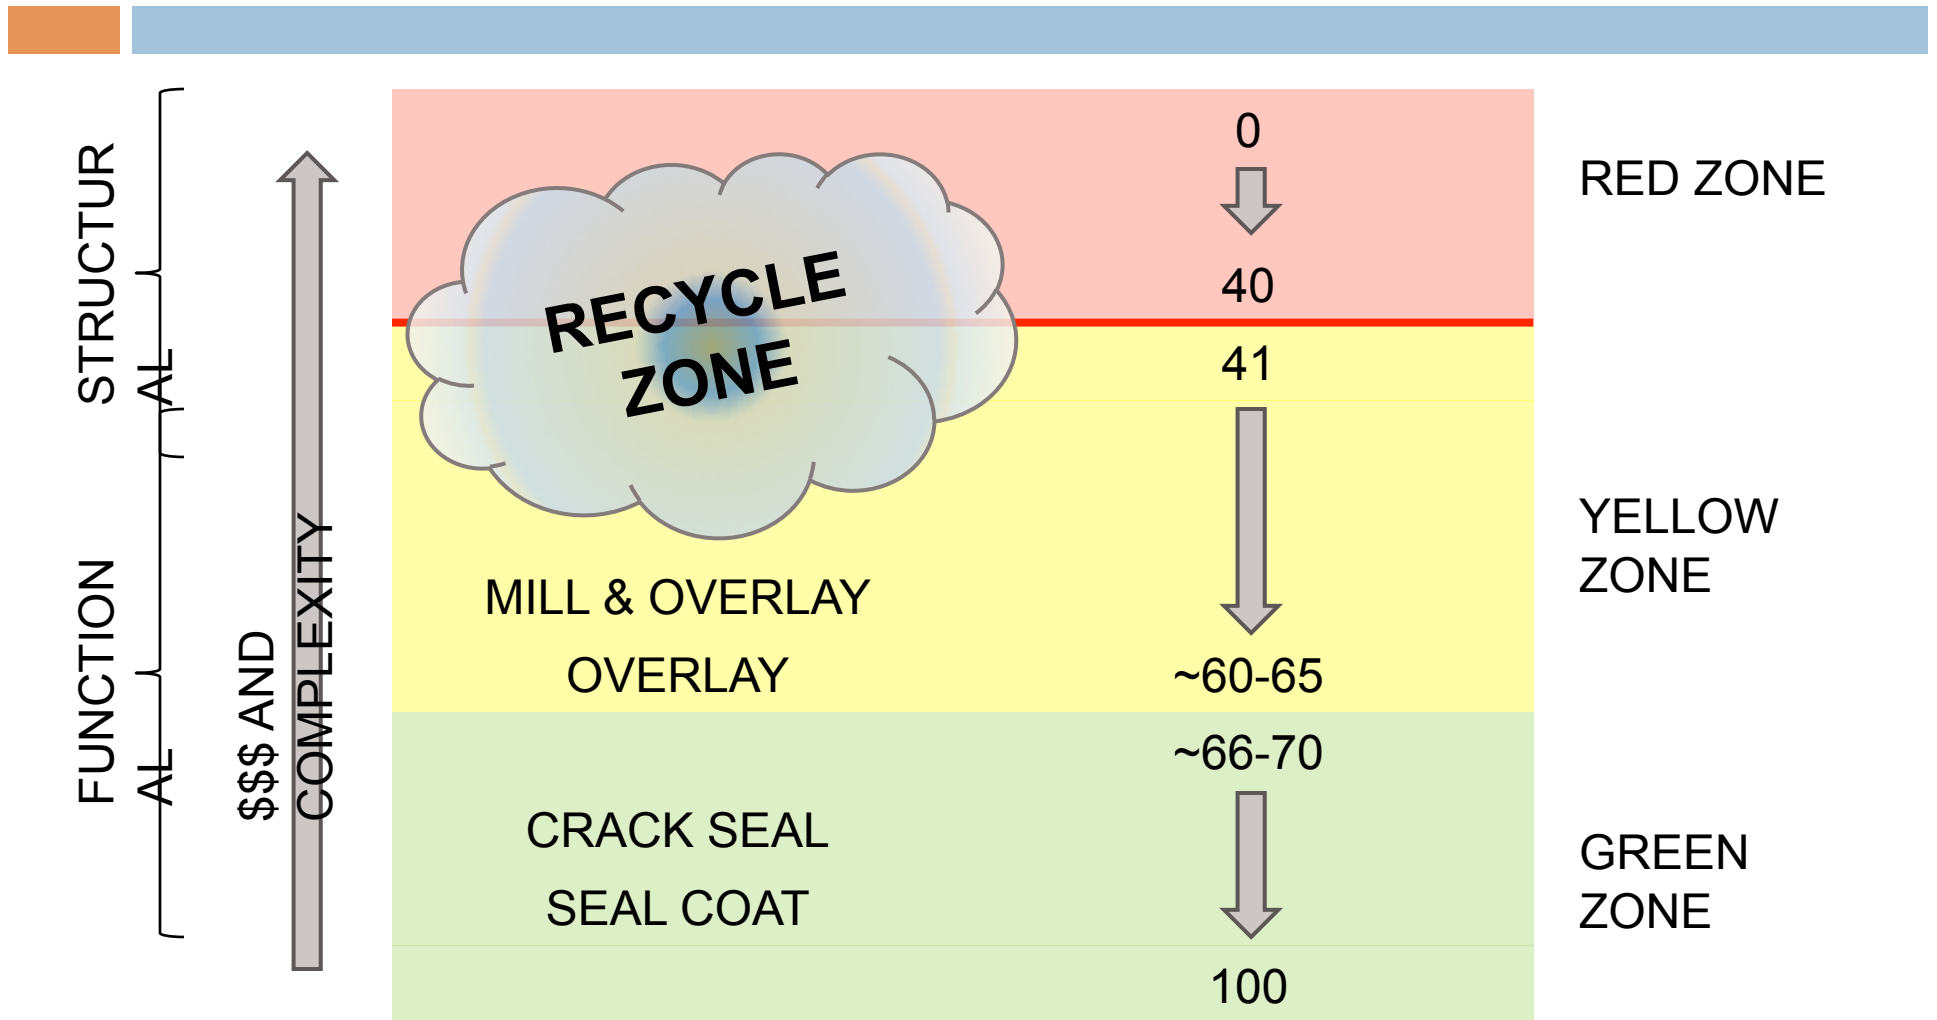 STRUCTUR
AL
FUNCTION
AL
$$$ AND
COMPLEXITY
RECYCLE
ZONE
MILL & OVERLAY
OVERLAY
CRACK SEAL
SEAL COAT
0
40
41
~60-65
~66-70
100
RED ZONE
YELLOW
ZONE
GREEN
ZONE